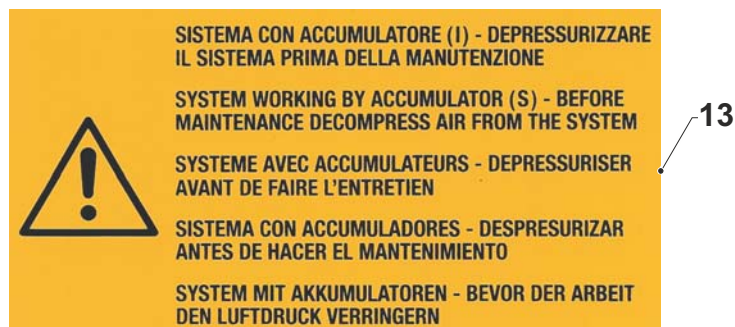 SISTEMA CON ACCUMULATORE (I) - DEPRESSURIZZARE
IL SISTEMA PRIMA DELLA MANUTENZIONE
SYSTEM WORKING BY ACCUMULATOR (S) - BEFORE
MAINTENANCE DECOMPRESS AIR FROM THE SYSTEM
SYSTEME AVEC ACCUMULATEURS - DEPRESSURISER
AVANT DE FAIRE L'ENTRETIEN
SISTEMA CON ACCUMULADORES - DESPRESURIZAR
ANTES DE HACER EL MANTENIMIENTO
SYSTEM MIT AKKUMULATOREN - BEVOR DER ARBEIT
DEN LUFTDRUCK VERRINGERN
13